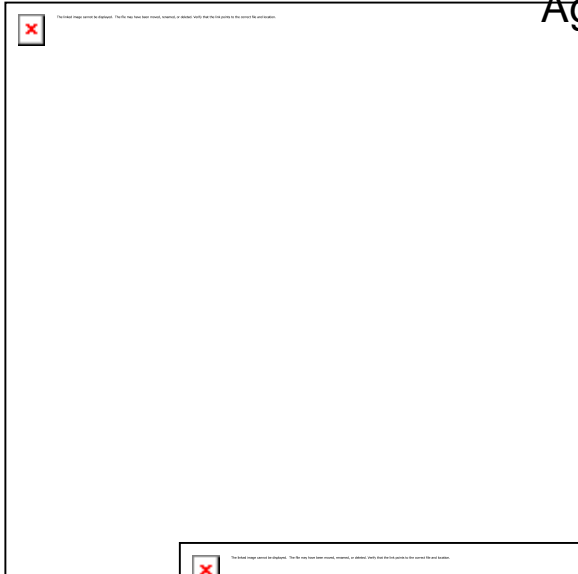 Ag
The linked image cannot be displayed. The file may have been moved, renamed, or deleted. Verify that the link points to the correct file and location.
The linked image cannot be displayed. The file may have been moved, renamed, or deleted. Verify that the link points to the correct file and location.